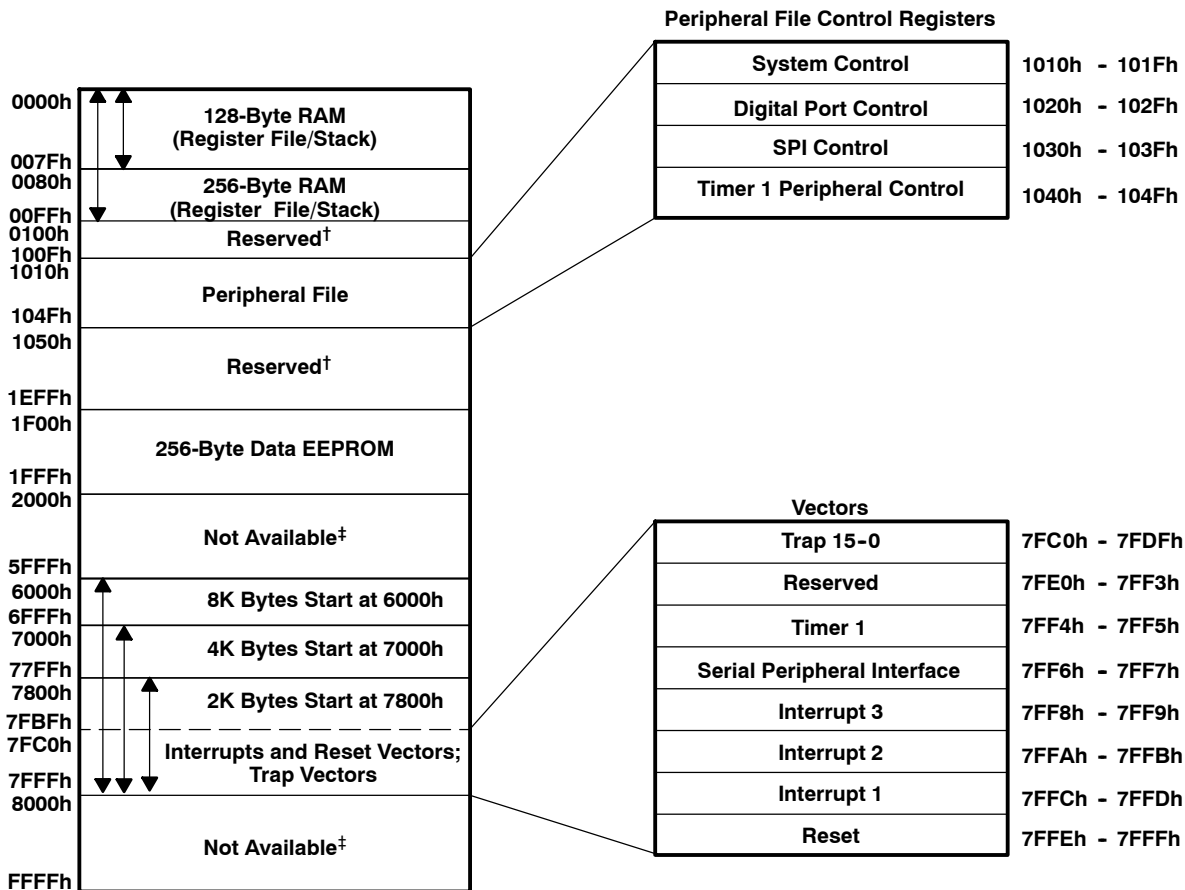 Peripheral File Control Registers
System Control 1010h - 101Fh
Digital Port Control 1020h - 102Fh
SPI Control 1030h - 103Fh
Timer 1 Peripheral Control 1040h - 104Fh
0000h
128-Byte RAM
(Register File/Stack)
007Fh
0080h
256-Byte RAM
(Register File/Stack)
00FFh
0100h
Reserved†
100Fh
1010h
Peripheral File
104Fh
1050h
Reserved†
1EFFh
1F00h
256-Byte Data EEPROM
1FFFh
2000h
Not Available‡
5FFFh
6000h
8K Bytes Start at 6000h
6FFFh
7000h
4K Bytes Start at 7000h
77FFh
7800h
2K Bytes Start at 7800h
7FBFh
7FC0h
Interrupts and Reset Vectors;
Trap Vectors
7FFFh
8000h
Not Available‡
FFFFh
Vectors
Trap 15-0 7FC0h - 7FDFh
Reserved 7FE0h - 7FF3h
Timer 1 7FF4h - 7FF5h
Serial Peripheral Interface 7FF6h - 7FF7h
Interrupt 3 7FF8h - 7FF9h
Interrupt 2 7FFAh - 7FFBh
Interrupt 1 7FFCh - 7FFDh
Reset 7FFEh - 7FFFh